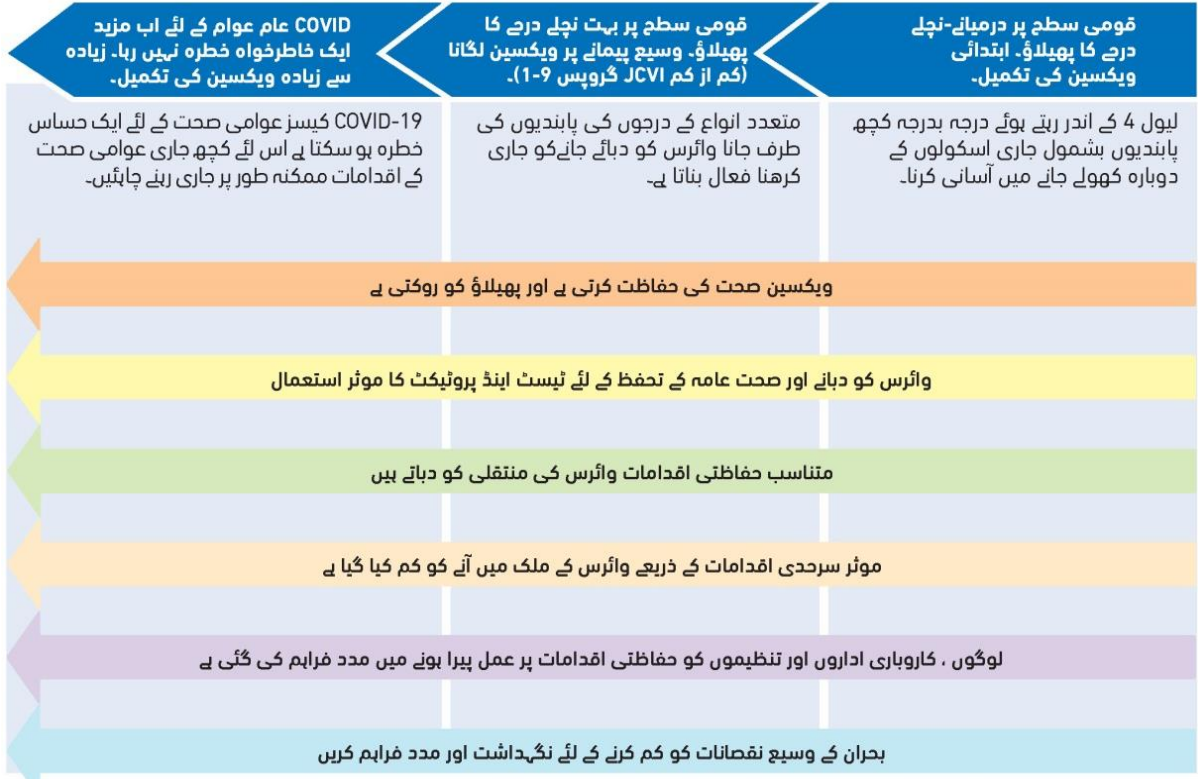 قومی سطح پر درمیانے-نچلے
درجے کا پھیلاؤ۔ ابتدائی
ویکسین کی تکمیل۔
قومی سطح پر بہت نچلے درجے کا
پھیلاؤ۔ وسیع پیمانے پر ویکسین لگانا
(کم از کم JCVI گروپس 9-1)۔
COVID عام عوام کے لئے اب مزید
ایک خاطرخواہ خطرہ نہیں رہا۔ زیادہ
سے زیادہ ویکسین کی تکمیل۔
لیول 4 کے اندر رہتے ہوئے درجہ بدرجہ کچھ
پابندیوں بشمول جاری اسکولوں کے
دوبارہ کھولے جانے میں آسانی کرنا۔
متعدد انواع کے درجوں کی پابندیوں کی
طرف جانا وائرس کو دبائے جانےکو جاری
کرھنا فعال بناتا ہے۔
COVID-19 کیسز عوامی صحت کے لئے ایک حساس
خطرہ ہو سکتا ہے اس لئے کچھ جاری عوامی صحت
کے اقدامات ممکنہ طور پر جاری رہنے چاہئیں۔
ویکسین صحت کی حفاظت کرتی ہے اور پھیلاؤ کو روکتی ہے
وائرس کو دبانے اور صحت عامہ کے تحفظ کے لئے ٹیسٹ اینڈ پروٹیکٹ کا موثر استعمال
متناسب حفاظتی اقدامات وائرس کی منتقلی کو دباتے ہیں
موثر سرحدی اقدامات کے ذریعے وائرس کے ملک میں آنے کو کم کیا گیا ہے
لوگوں ، کاروباری اداروں اور تنظیموں کو حفاظتی اقدامات پر عمل پیرا ہونے میں مدد فراہم کی گئی ہے
بحران کے وسیع نقصانات کو کم کرنے کے لئے نگہداشت اور مدد فراہم کریں